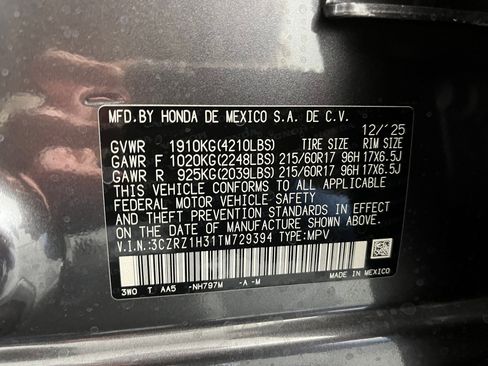 MFD.BY HONDA DE MEXICO S.A. DE C.V.
12/'25
GVWR 1910KG(4210LBS) TIRE SIZE RIM SIZE
GAWR F 1020KG(2248LBS) 215/60R17 96H 17X6.5J
GAWR R 925KG(2039LBS) 215/60R17 96H 17X6.5J
THIS VEHICLE CONFORMS TO ALL APPLICABLE
FEDERAL MOTOR VEHICLE SAFETY
AND THEFT PREVENTION STANDARDS IN EFFECT
ON THE DATE OF MANUFACTURE SHOWN ABOVE.
V.I.N.:3CZRZ1H31TM729394 TYPE:MPV
MADE IN MEXICO
3W0 T AA5 -NH797M -A -M